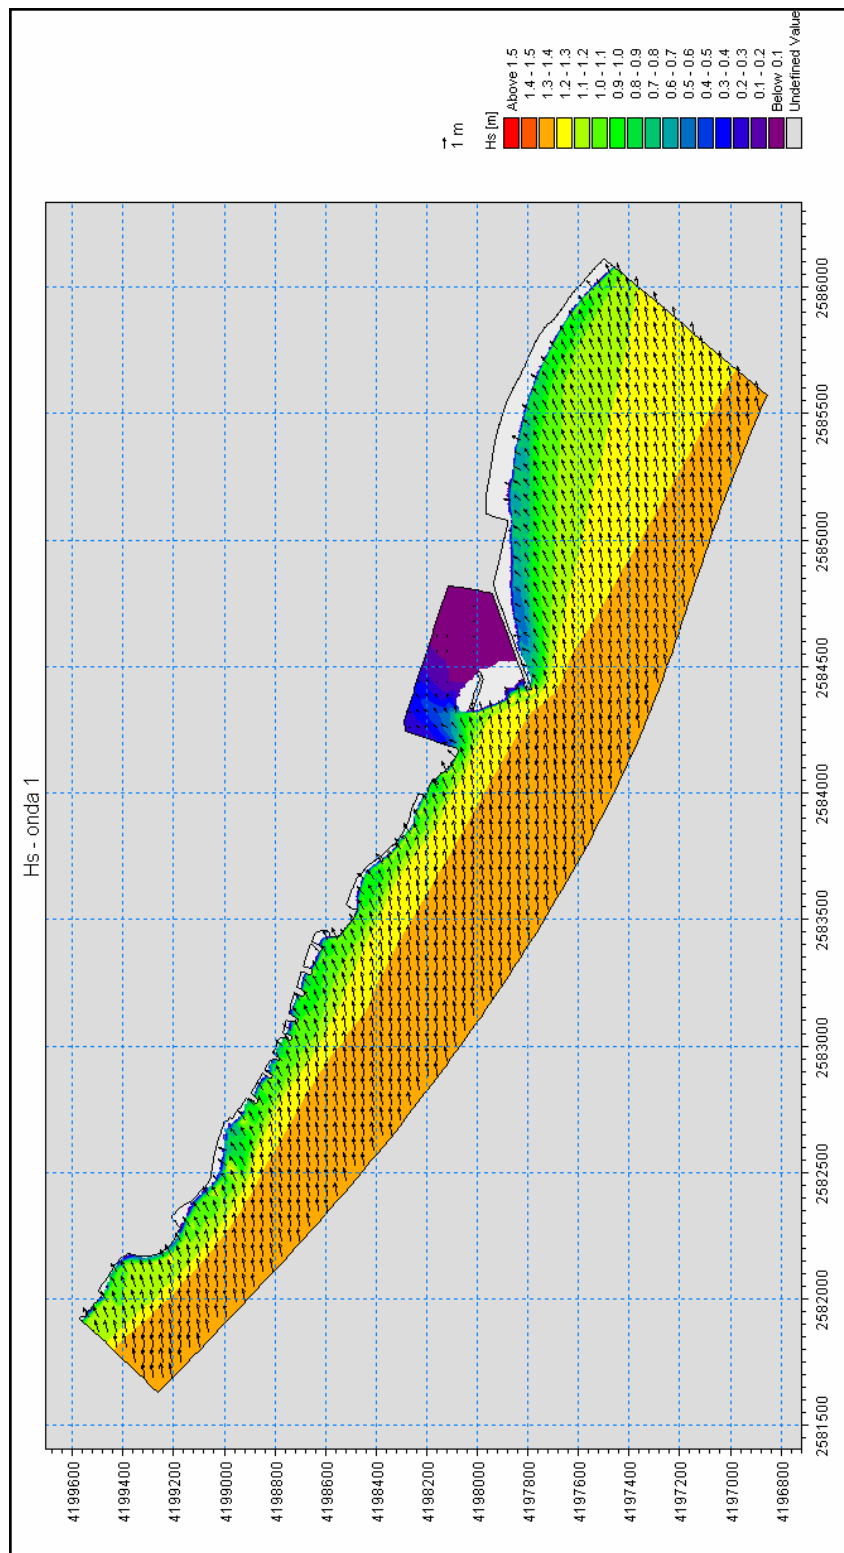 Hs - onda 1
4199600
4199400
4199200
4199000
4198800
4198600
4198400
4198200
4198000
4197800
4197600
4197400
4197200
4197000
4196800
2581500
2582000
2582500
2583000
2583500
2584000
2584500
2585000
2585500
2586000
1 m
Hs [m]
Above 1.5
1.4 - 1.5
1.3 - 1.4
1.2 - 1.3
1.1 - 1.2
1.0 - 1.1
0.9 - 1.0
0.8 - 0.9
0.7 - 0.8
0.6 - 0.7
0.5 - 0.6
0.4 - 0.5
0.3 - 0.4
0.2 - 0.3
0.1 - 0.2
Below 0.1
Undefined Value